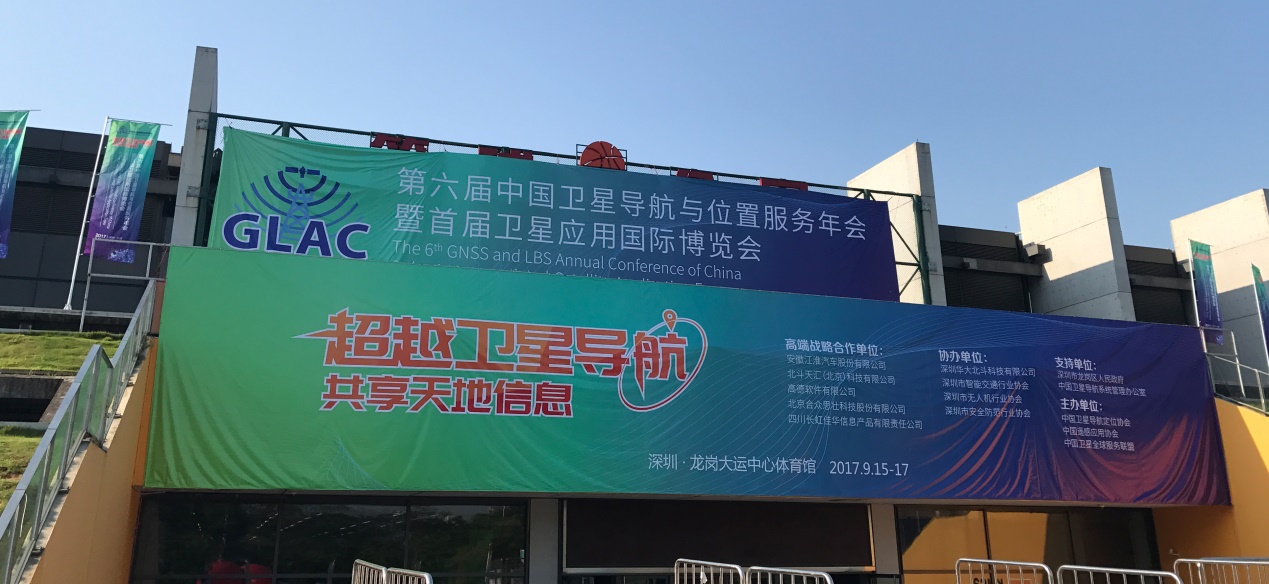 GLAC
第六届中国卫星导航与位置服务年会
暨首届卫星应用国际博览会
The 6th GNSS and LBS Annual Conference of China
超越卫星导航
共享天地信息
高端战略合作单位：
安徽江淮汽车股份有限公司
北斗天汇(北京)科技有限公司
高德软件有限公司
北京合众思壮科技股份有限公司
四川长虹佳华信息产品有限责任公司
协办单位：
深圳华大北斗科技有限公司
深圳市智能交通行业协会
深圳市无人机行业协会
深圳市安全防范行业协会
支持单位：
深圳市龙岗区人民政府
中国卫星导航系统管理办公室
主办单位：
中国卫星导航定位协会
中国遥感应用协会
中国卫星全球服务联盟
深圳 · 龙岗大运中心体育馆 2017.9.15-17